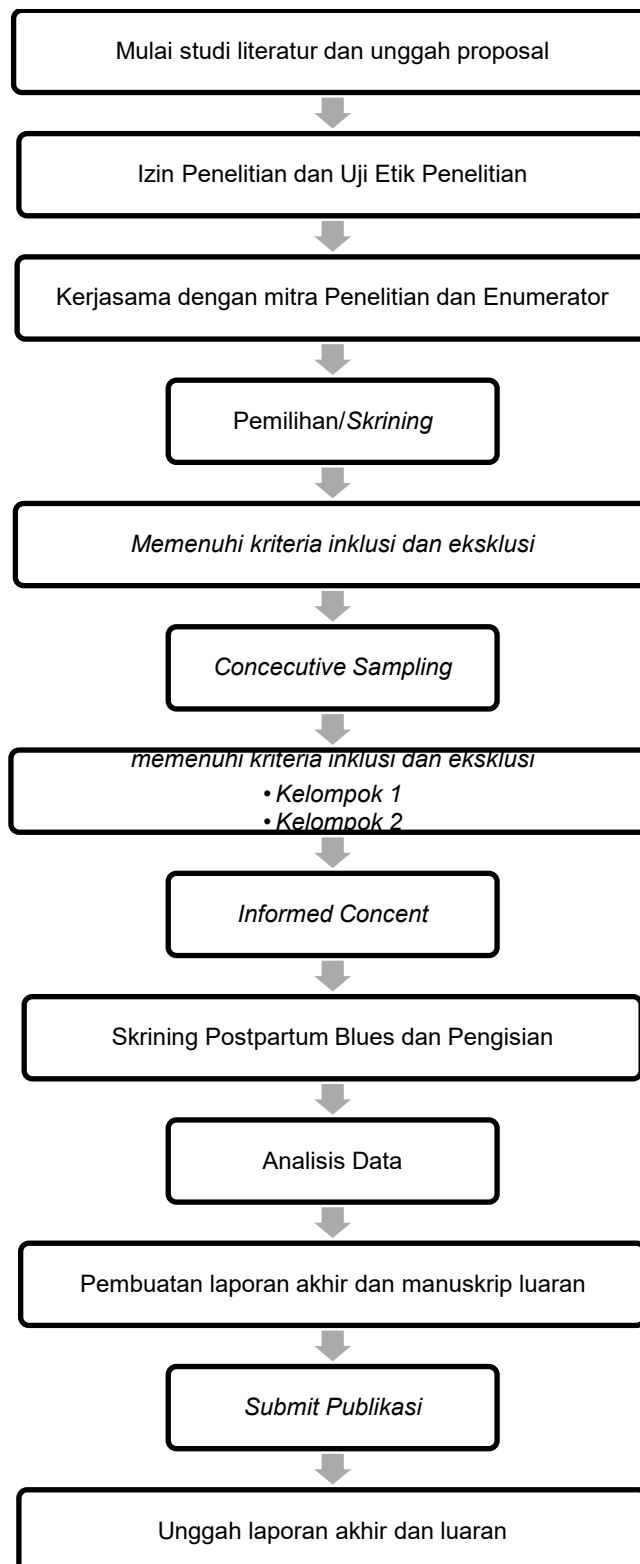 Mulai studi literatur dan unggah proposal
Izin Penelitian dan Uji Etik Penelitian
Kerjasama dengan mitra Penelitian dan Enumerator
Pemilihan/Skrining
Memenuhi kriteria inklusi dan eksklusi
Concecutive Sampling
memenuhi kriteria inklusi dan eksklusi
• Kelompok 1
• Kelompok 2
Informed Concent
Skrining Postpartum Blues dan Pengisian
Analisis Data
Pembuatan laporan akhir dan manuskrip luaran
Submit Publikasi
Unggah laporan akhir dan luaran